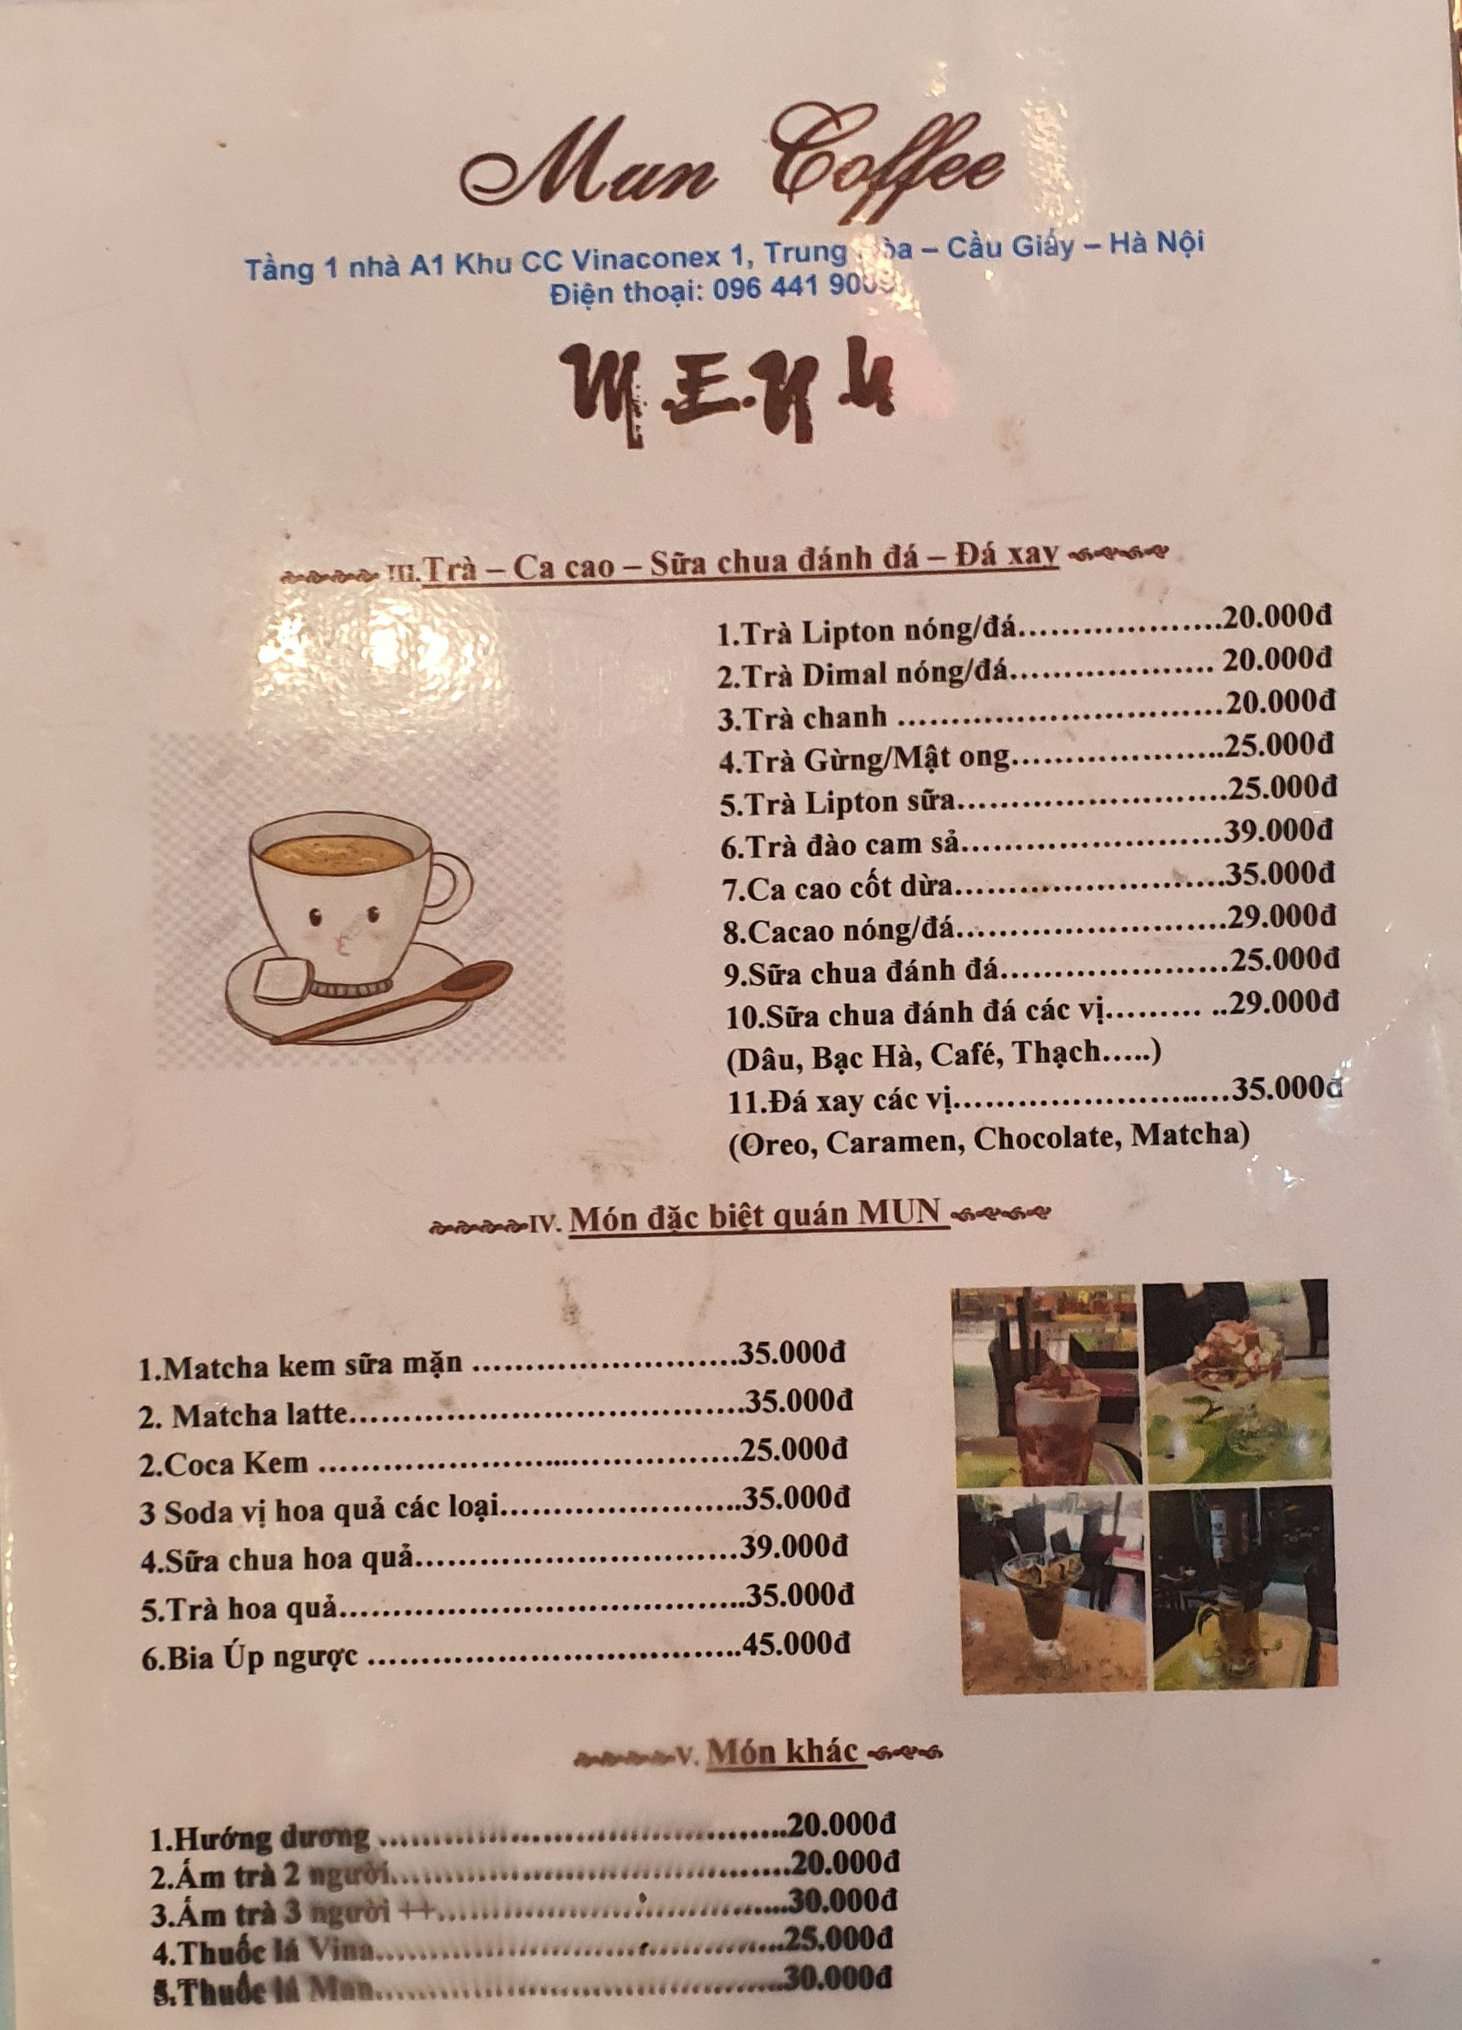 Mun Coffee
Tầng 1 nhà A1 Khu CC Vinaconex 1, Trung Hòa – Cầu Giấy – Hà Nội
Điện thoại: 096 441
M.E.N U
III. Trà – Ca cao – Sữa chua đánh đá – Đá xay
1.Trà Lipton nóng/đá....................20.000đ
2.Trà Dimal nóng/đá.................... 20.000đ
3.Trà chanh ..............................20.000đ
4.Trà Gừng/Mật ong....................25.000đ
5.Trà Lipton sữa.........................25.000đ
6.Trà đào cam sả........................39.000đ
7.Ca cao cốt dừa.........................35.000đ
8.Cacao nóng/đá.........................29.000đ
9.Sữa chua đánh đá.....................25.000đ
10.Sữa chua đánh đá các vị......... ..29.000đ
(Dâu, Bạc Hà, Café, Thạch.....)
11.Đá xay các vị..........................35.000đ
(Oreo, Caramen, Chocolate, Matcha)
IV. Món đặc biệt quán MUN
1.Matcha kem sữa mặn .........................35.000đ
2. Matcha latte.....................................35.000đ
2.Coca Kem .......................................25.000đ
3 Soda vị hoa quả các loại.......................35.000đ
4.Sữa chua hoa quả..............................39.000đ
5.Trà hoa quả......................................35.000đ
6.Bia Úp ngược ...................................45.000đ
V. Món khác
1.Hướng dương ......................................20.000đ
2.Ấm trà 2 người.....................................20.000đ
3.Ấm trà 3 người ++.................................30.000đ
4.Thuốc lá Vina......................................25.000đ
5.Thuốc lá .....................................30.000đ